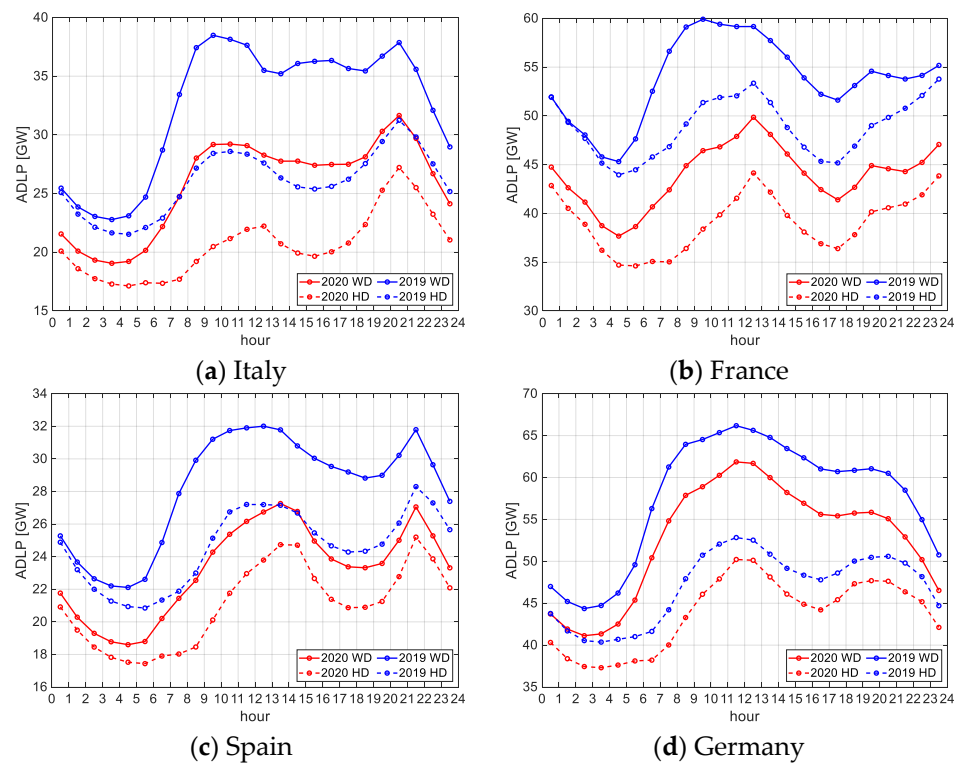 40
35
30
25
20
15
ADLP [GW]
2020 WD 2019 WD
2020 HD 2019 HD
0 1 2 3 4 5 6 7 8 9 10 11 12 13 14 15 16 17 18 19 20 21 22 23 24
hour
(a) Italy
60
55
50
45
40
35
30
ADLP [GW]
2020 WD 2019 WD
2020 HD 2019 HD
0 1 2 3 4 5 6 7 8 9 10 11 12 13 14 15 16 17 18 19 20 21 22 23 24
hour
(b) France
34
32
30
28
26
24
22
20
18
16
ADLP [GW]
2020 WD 2019 WD
2020 HD 2019 HD
0 1 2 3 4 5 6 7 8 9 10 11 12 13 14 15 16 17 18 19 20 21 22 23 24
hour
(c) Spain
70
65
60
55
50
45
40
35
ADLP [GW]
2020 WD 2019 WD
2020 HD 2019 HD
0 1 2 3 4 5 6 7 8 9 10 11 12 13 14 15 16 17 18 19 20 21 22 23 24
hour
(d) Germany